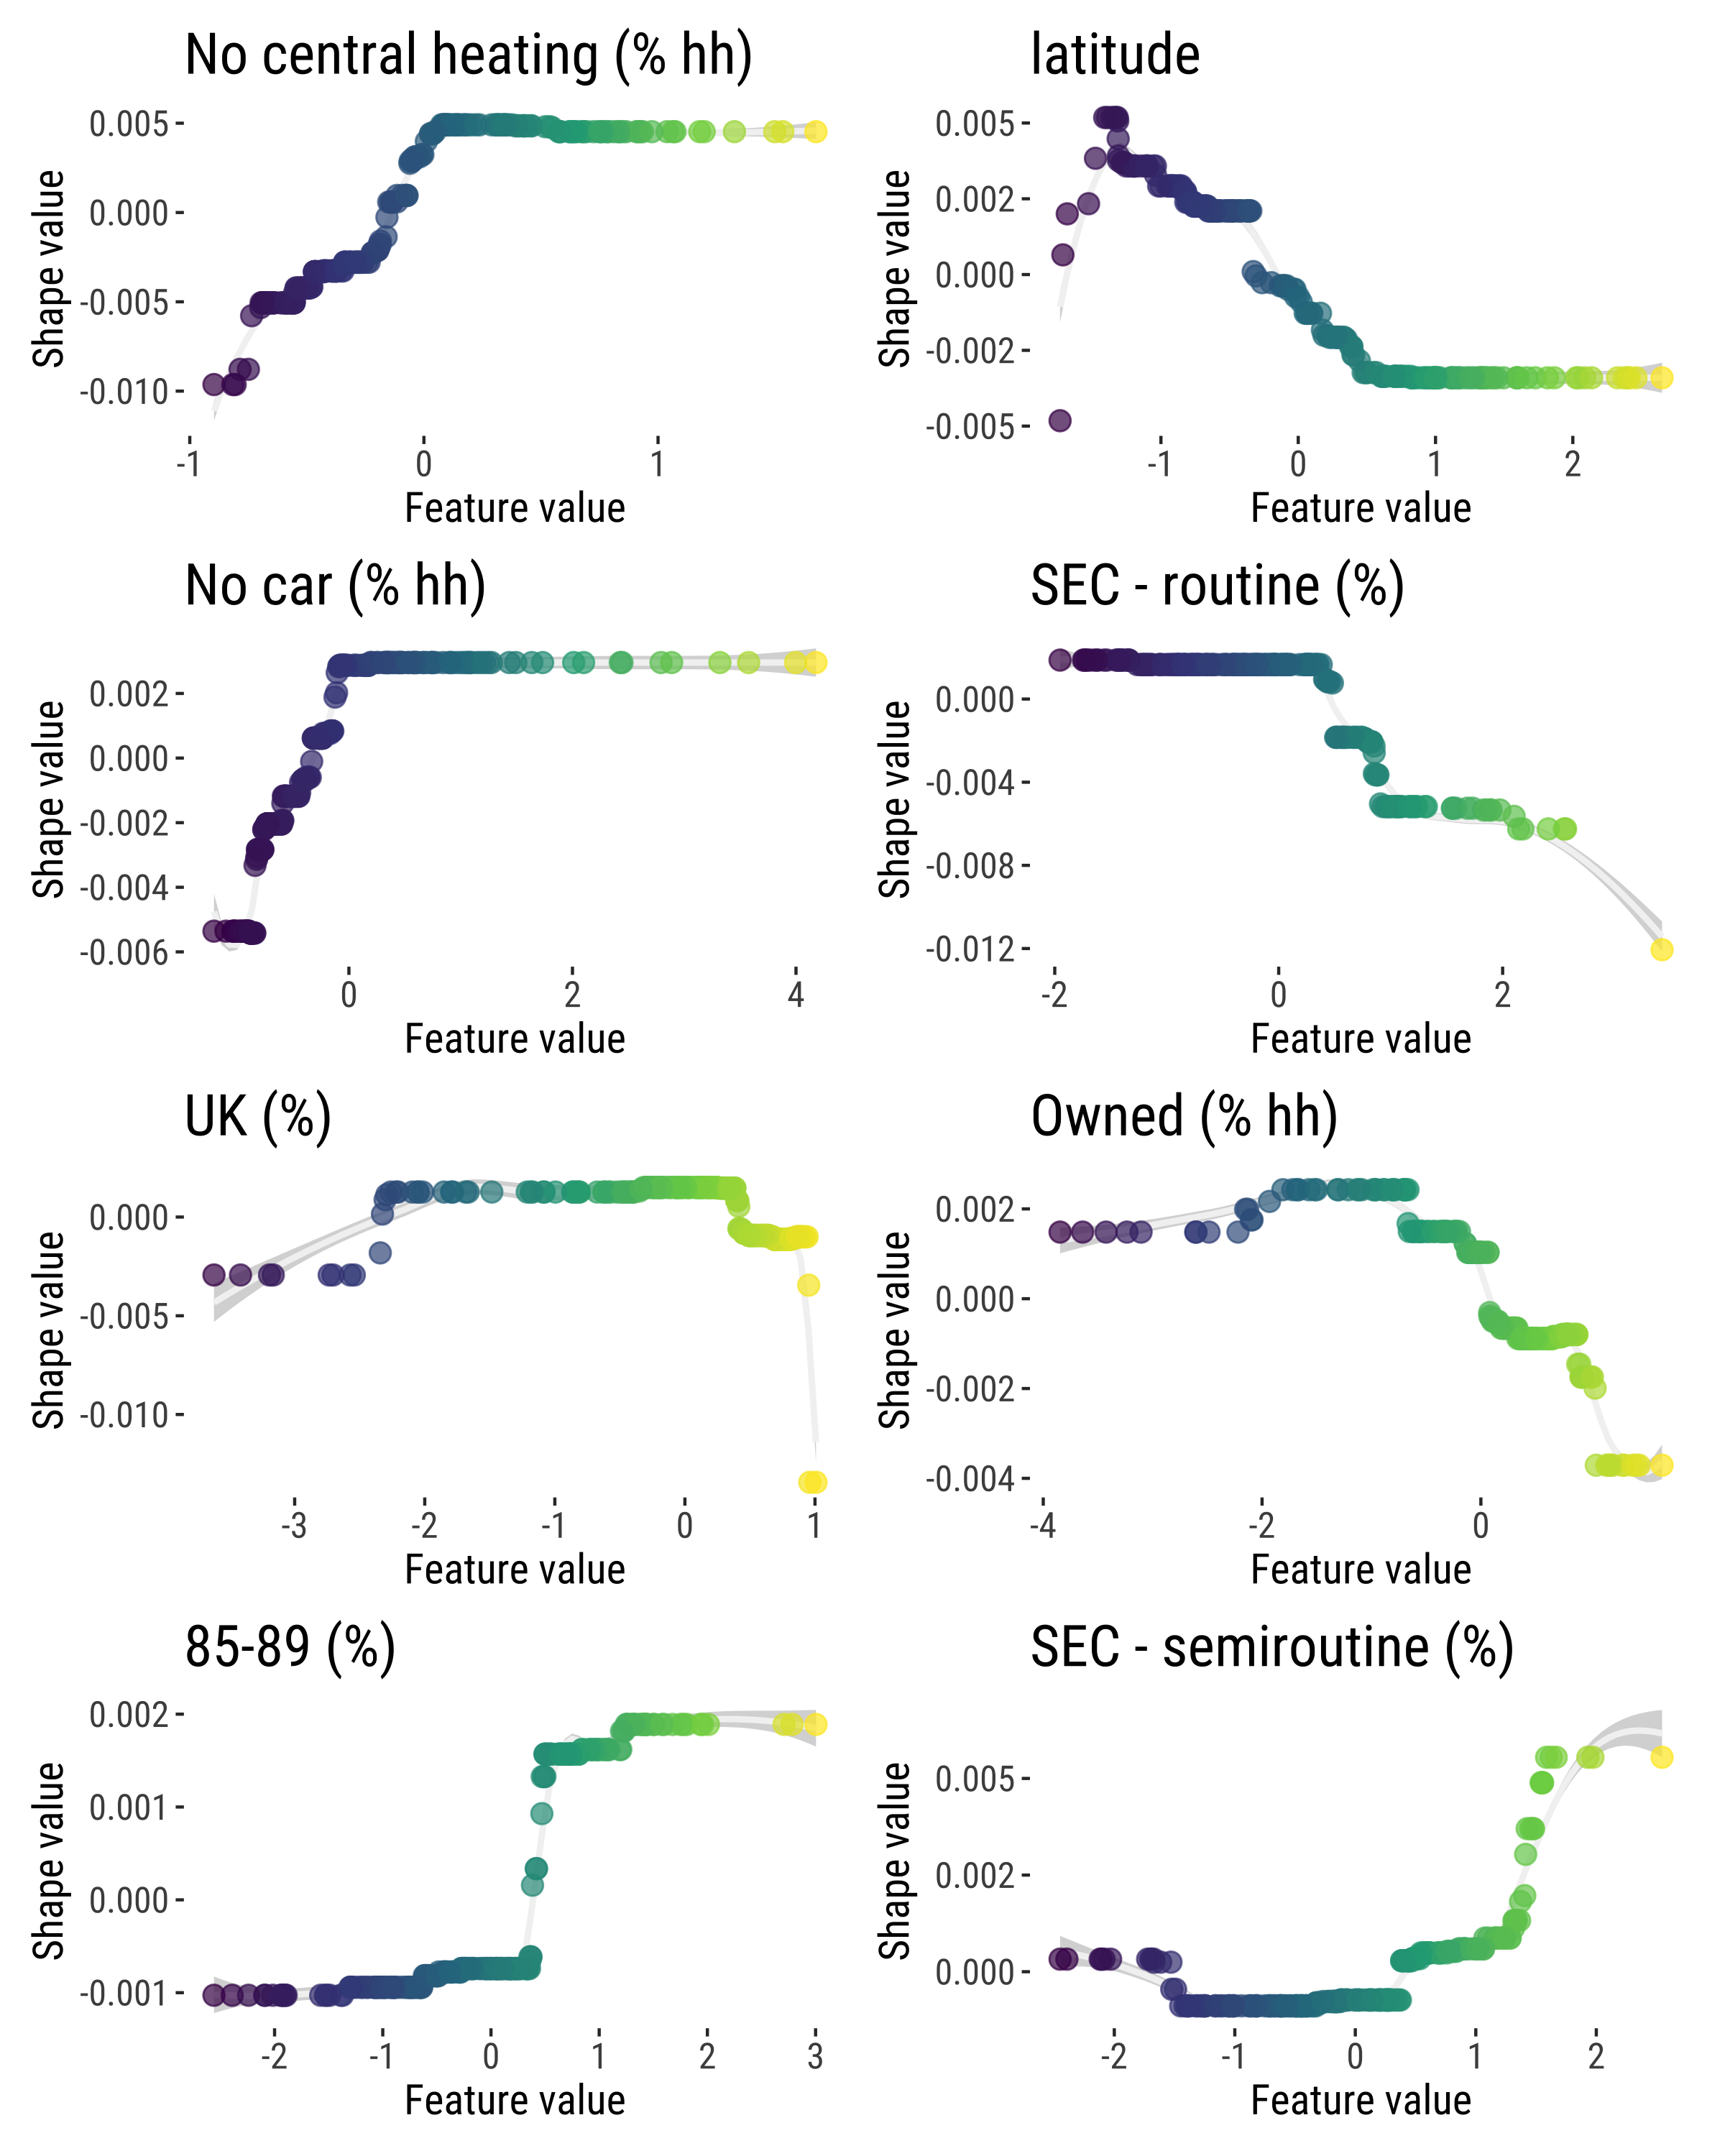 No central heating (% hh)
Shape value
0.005
0.000
-0.005
-0.010
-1 0 1
Feature value
latitude
Shape value
0.005
0.002
0.000
-0.002
-0.005
-1 0 1 2
Feature value
No car (% hh)
Shape value
0.002
0.000
-0.002
-0.004
-0.006
0 2 4
Feature value
SEC - routine (%)
Shape value
0.000
-0.004
-0.008
-0.012
-2 0 2
Feature value
UK (%)
Shape value
0.000
-0.005
-0.010
-3 -2 -1 0 1
Feature value
Owned (% hh)
Shape value
0.002
0.000
-0.002
-0.004
-4 -2 0
Feature value
85-89 (%)
Shape value
0.002
0.001
0.000
-0.001
-2 -1 0 1 2 3
Feature value
SEC - semiroutine (%)
Shape value
0.005
0.002
0.000
-2 -1 0 1 2
Feature value